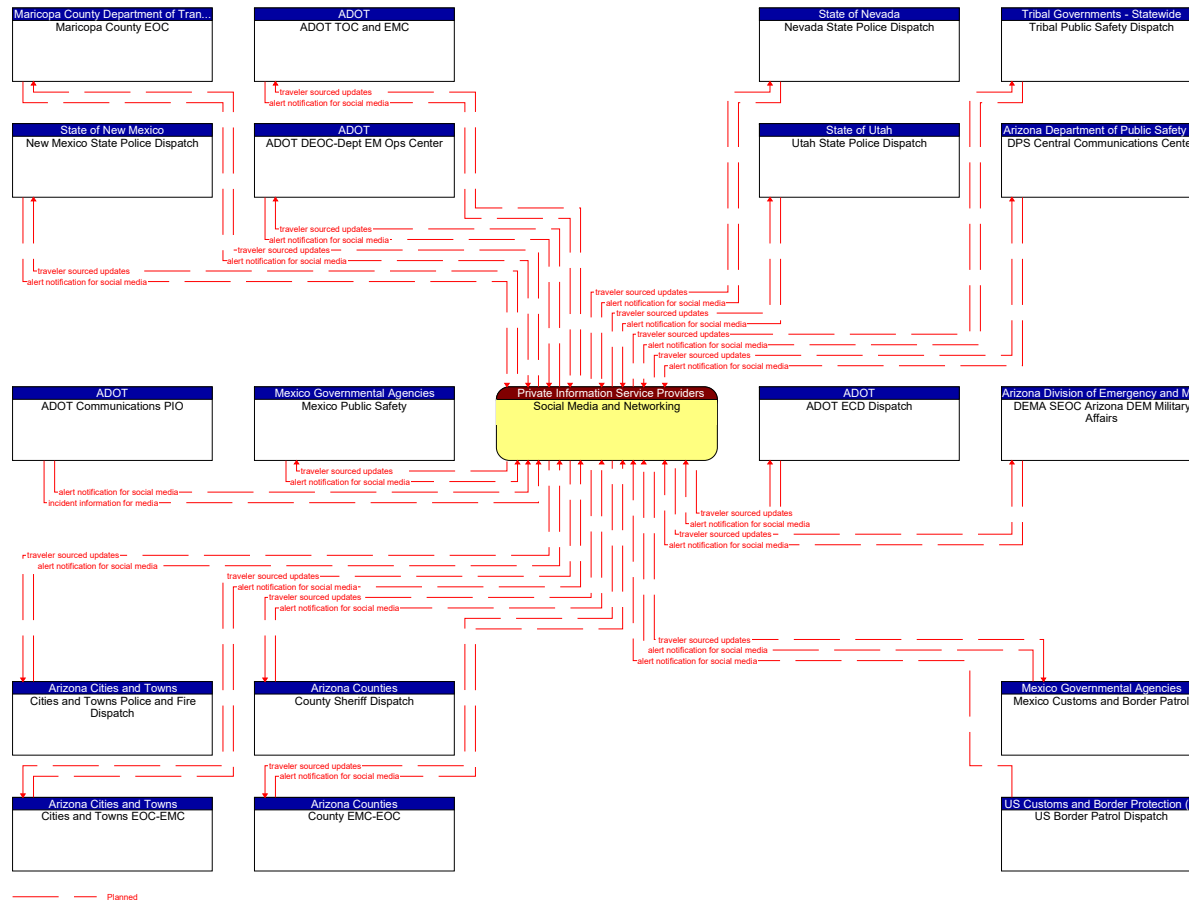 Maricopa County Department of Tran...
Maricopa County EOC
ADOT
ADOT TOC and EMC
State of Nevada
Nevada State Police Dispatch
Tribal Governments - Statewide
Tribal Public Safety Dispatch
traveler sourced updates
alert notification for social media
State of New Mexico
New Mexico State Police Dispatch
ADOT
ADOT DEOC-Dept EM Ops Center
State of Utah
Utah State Police Dispatch
Arizona Department of Public Safety
DPS Central Communications Cente
traveler sourced updates
alert notification for social media
traveler sourced updates
alert notification for social media
traveler sourced updates
alert notification for social media
traveler sourced updates
alert notification for social media
traveler sourced updates
alert notification for social media
traveler sourced updates
alert notification for social media
traveler sourced updates
alert notification for social media
ADOT
ADOT Communications PIO
Mexico Governmental Agencies
Mexico Public Safety
Private Information Service Providers
Social Media and Networking
ADOT
ADOT ECD Dispatch
Arizona Division of Emergency and M
DEMA SEOC Arizona DEM Military
Affairs
traveler sourced updates
alert notification for social media
alert notification for social media
incident information for media
traveler sourced updates
alert notification for social media
traveler sourced updates
alert notification for social media
traveler sourced updates
alert notification for social media
traveler sourced updates
alert notification for social media
traveler sourced updates
alert notification for social media
traveler sourced updates
alert notification for social media
alert notification for social media
Arizona Cities and Towns
Cities and Towns Police and Fire
Dispatch
Arizona Counties
County Sheriff Dispatch
Mexico Governmental Agencies
Mexico Customs and Border Patrol
traveler sourced updates
alert notification for social media
Arizona Cities and Towns
Cities and Towns EOC-EMC
Arizona Counties
County EMC-EOC
US Customs and Border Protection (
US Border Patrol Dispatch
Planned